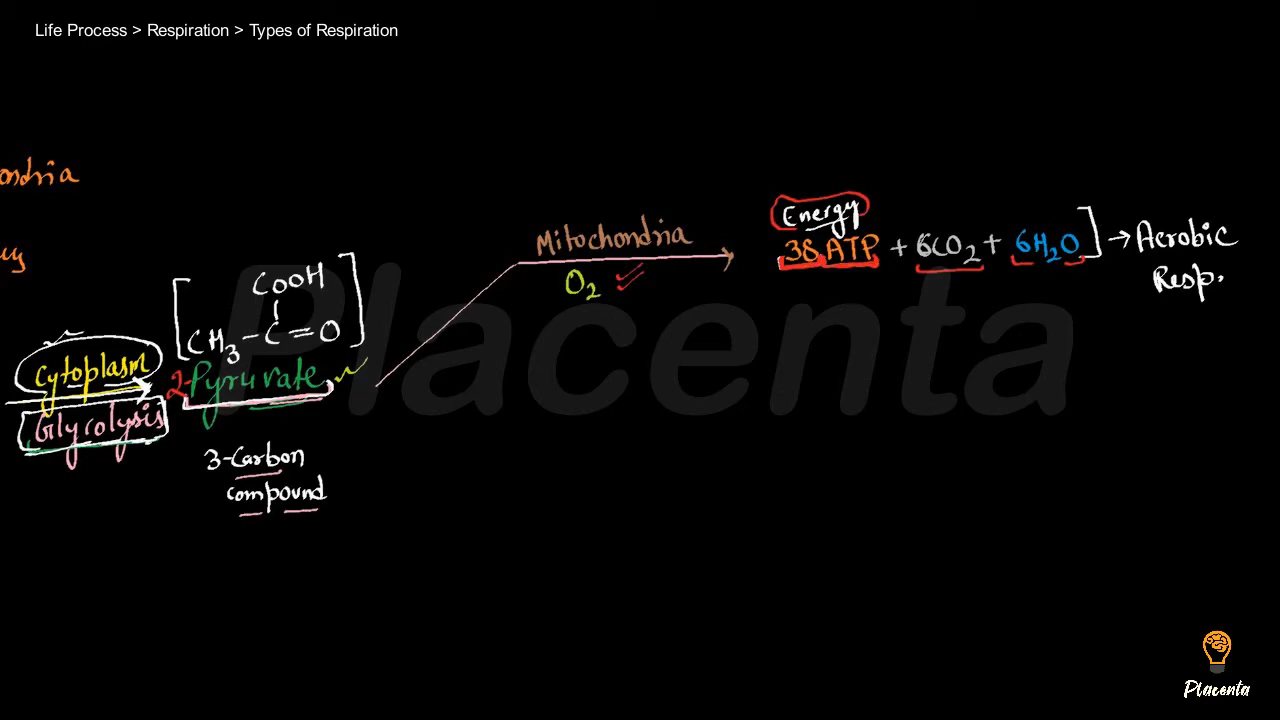 Life Process > Respiration > Types of Respiration
ondria
Energy
Mitochondria
38 ATP + 6CO2 + 6H2O ] → Aerobic
Resp.
O2
COOH
CH3 - C = O
Placenta
Cytoplasm
2-Pyruvate
Glycolysis
3-Carbon
compound
Placenta